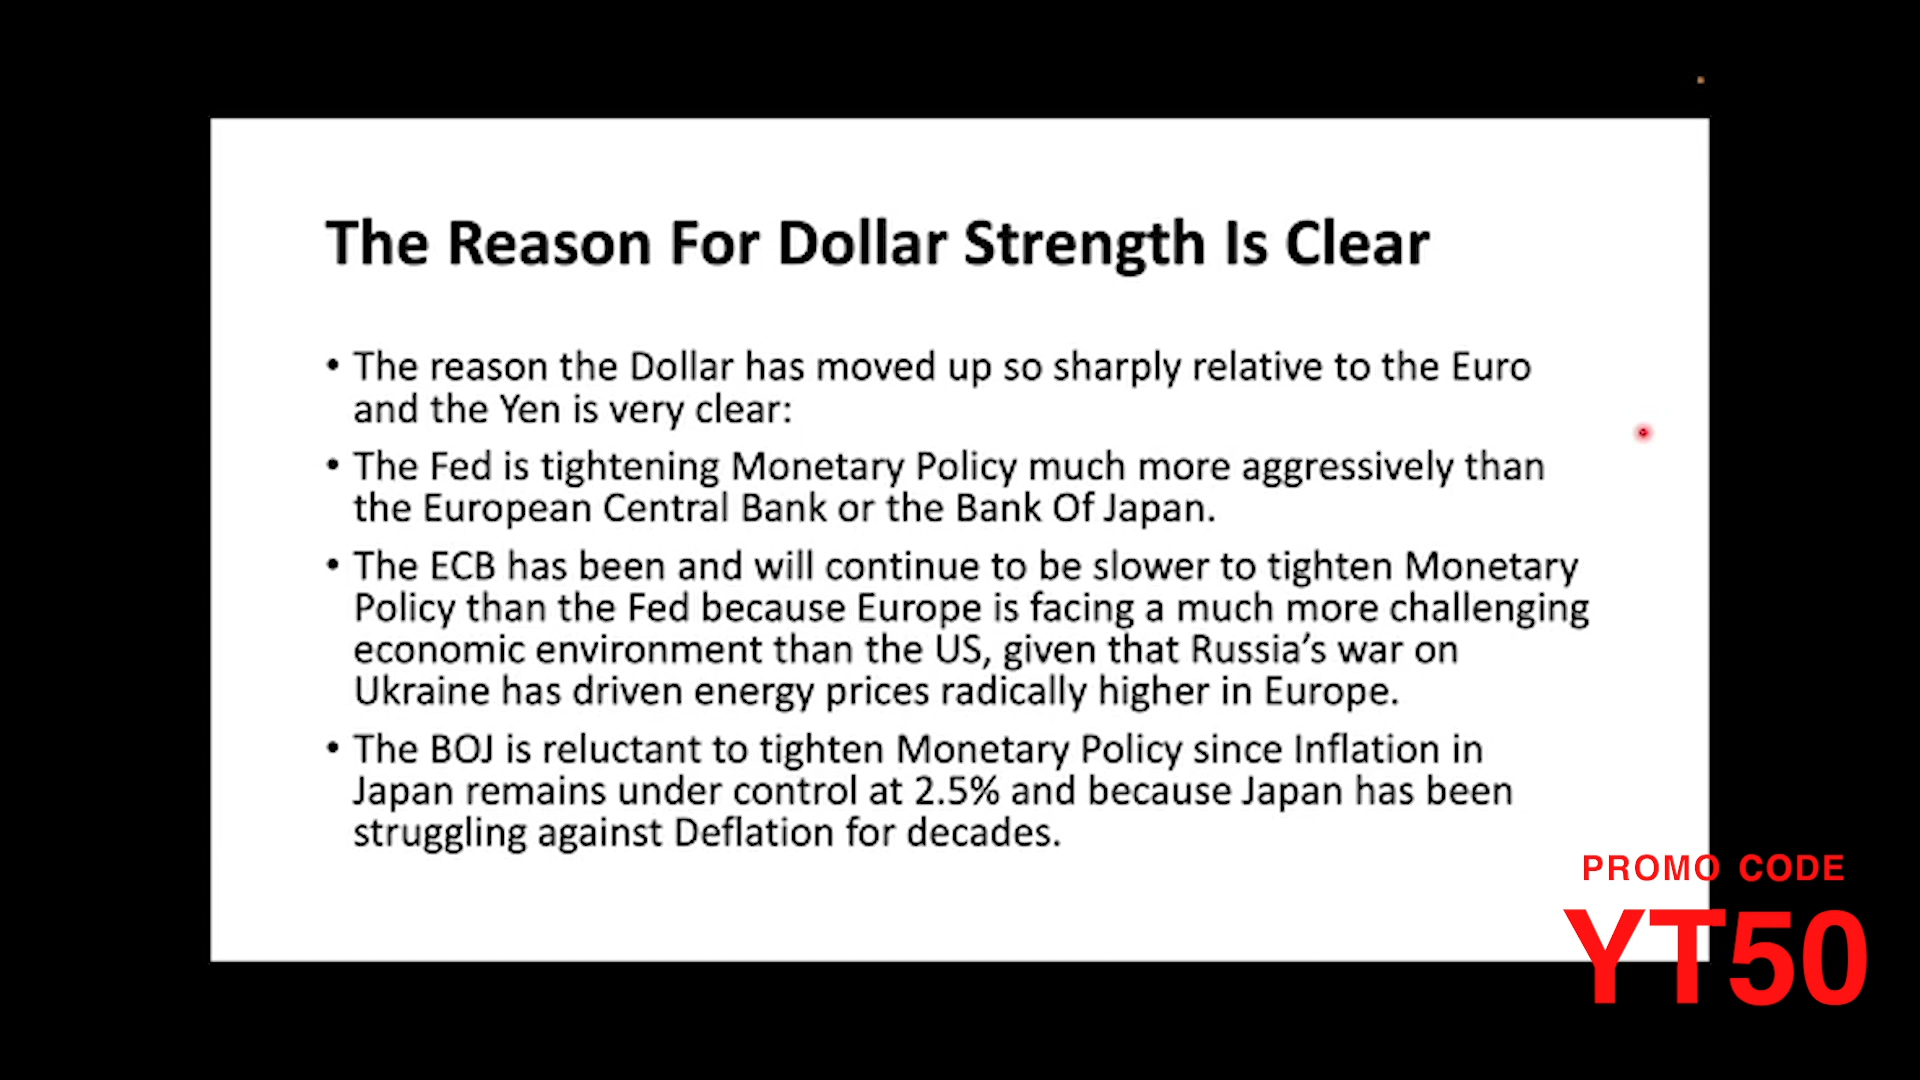 The Reason For Dollar Strength Is Clear
• The reason the Dollar has moved up so sharply relative to the Euro
and the Yen is very clear:
• The Fed is tightening Monetary Policy much more aggressively than
the European Central Bank or the Bank Of Japan.
• The ECB has been and will continue to be slower to tighten Monetary
Policy than the Fed because Europe is facing a much more challenging
economic environment than the US, given that Russia’s war on
Ukraine has driven energy prices radically higher in Europe.
• The BOJ is reluctant to tighten Monetary Policy since Inflation in
Japan remains under control at 2.5% and because Japan has been
struggling against Deflation for decades.
PROMO CODE
YT50